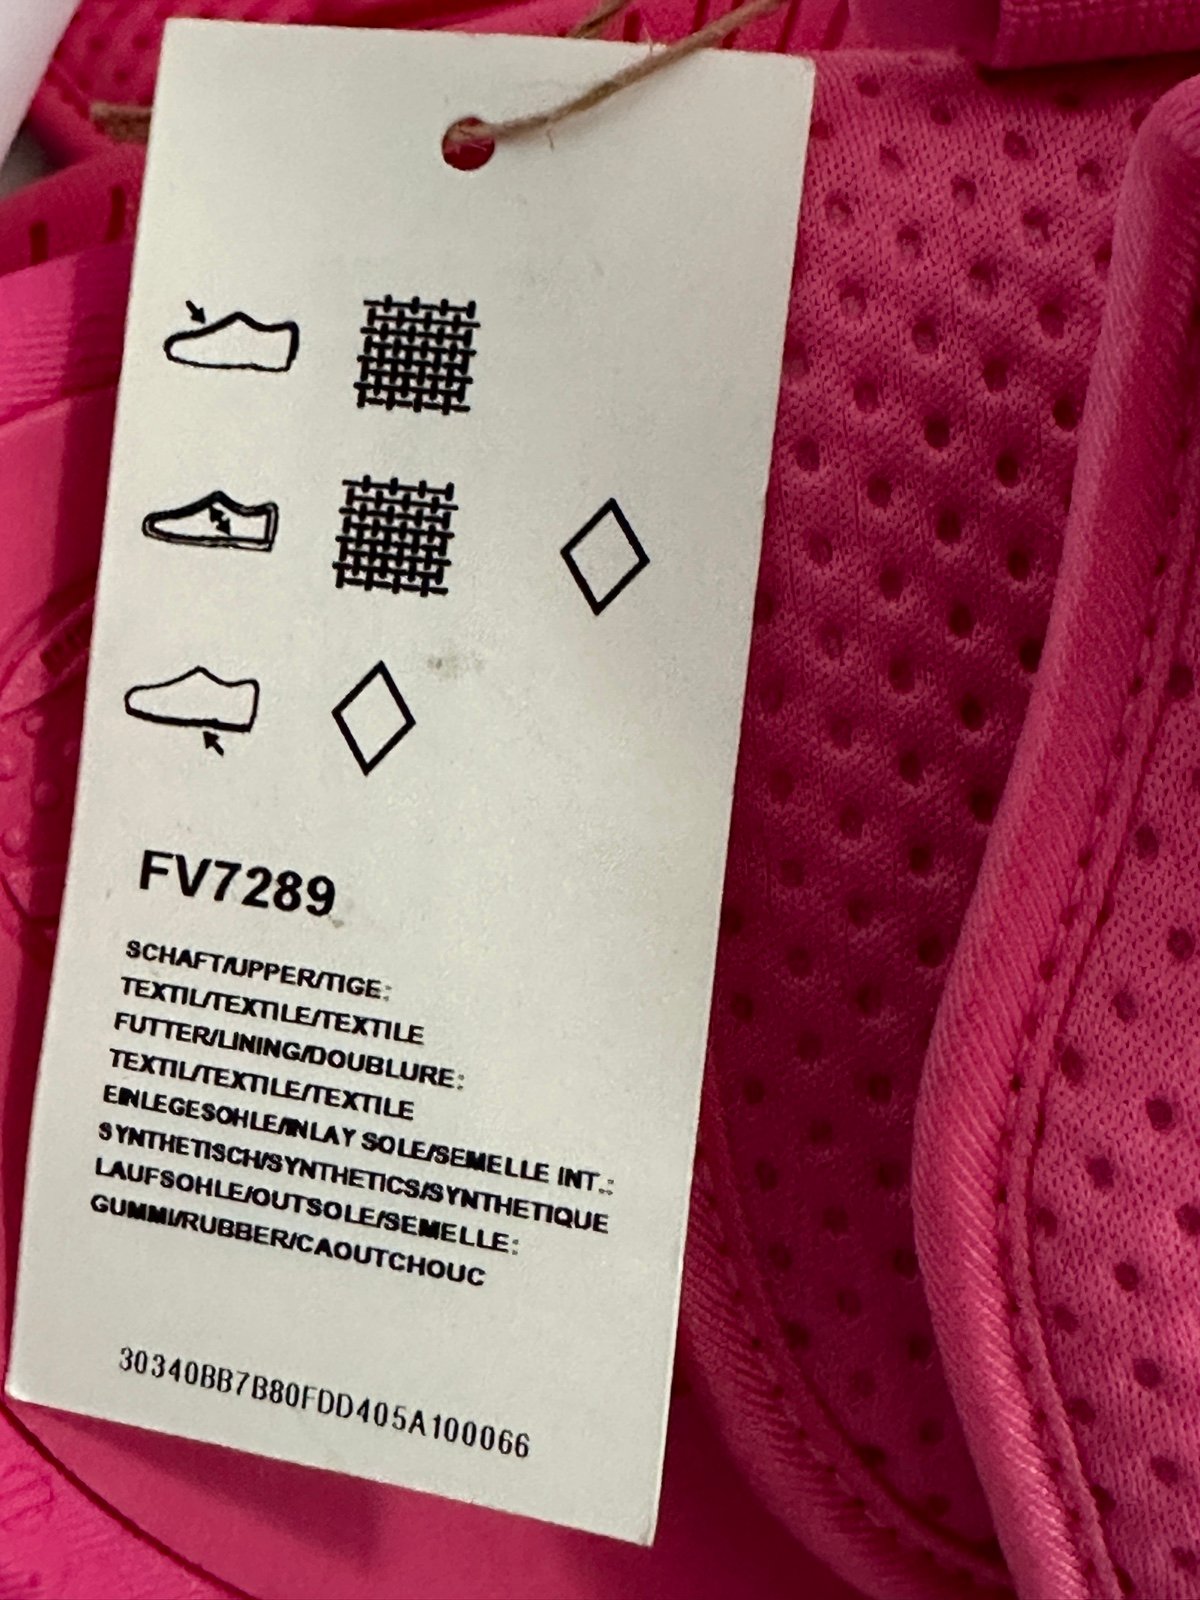 FV7289
SCHAFT/UPPER/TIGE:
TEXTIL/TEXTILE/TEXTILE
FUTTER/LINING/DOUBLURE:
TEXTIL/TEXTILE/TEXTILE
EINLEGESOHLE/INLAY SOLE/SEMELLE INT.:
SYNTHETISCH/SYNTHETICS/SYNTHETIQUE
LAUFSOHLE/OUTSOLE/SEMELLE:
GUMMI/RUBBER/CAOUTCHOUC
30340BB7B80FDD405A100066